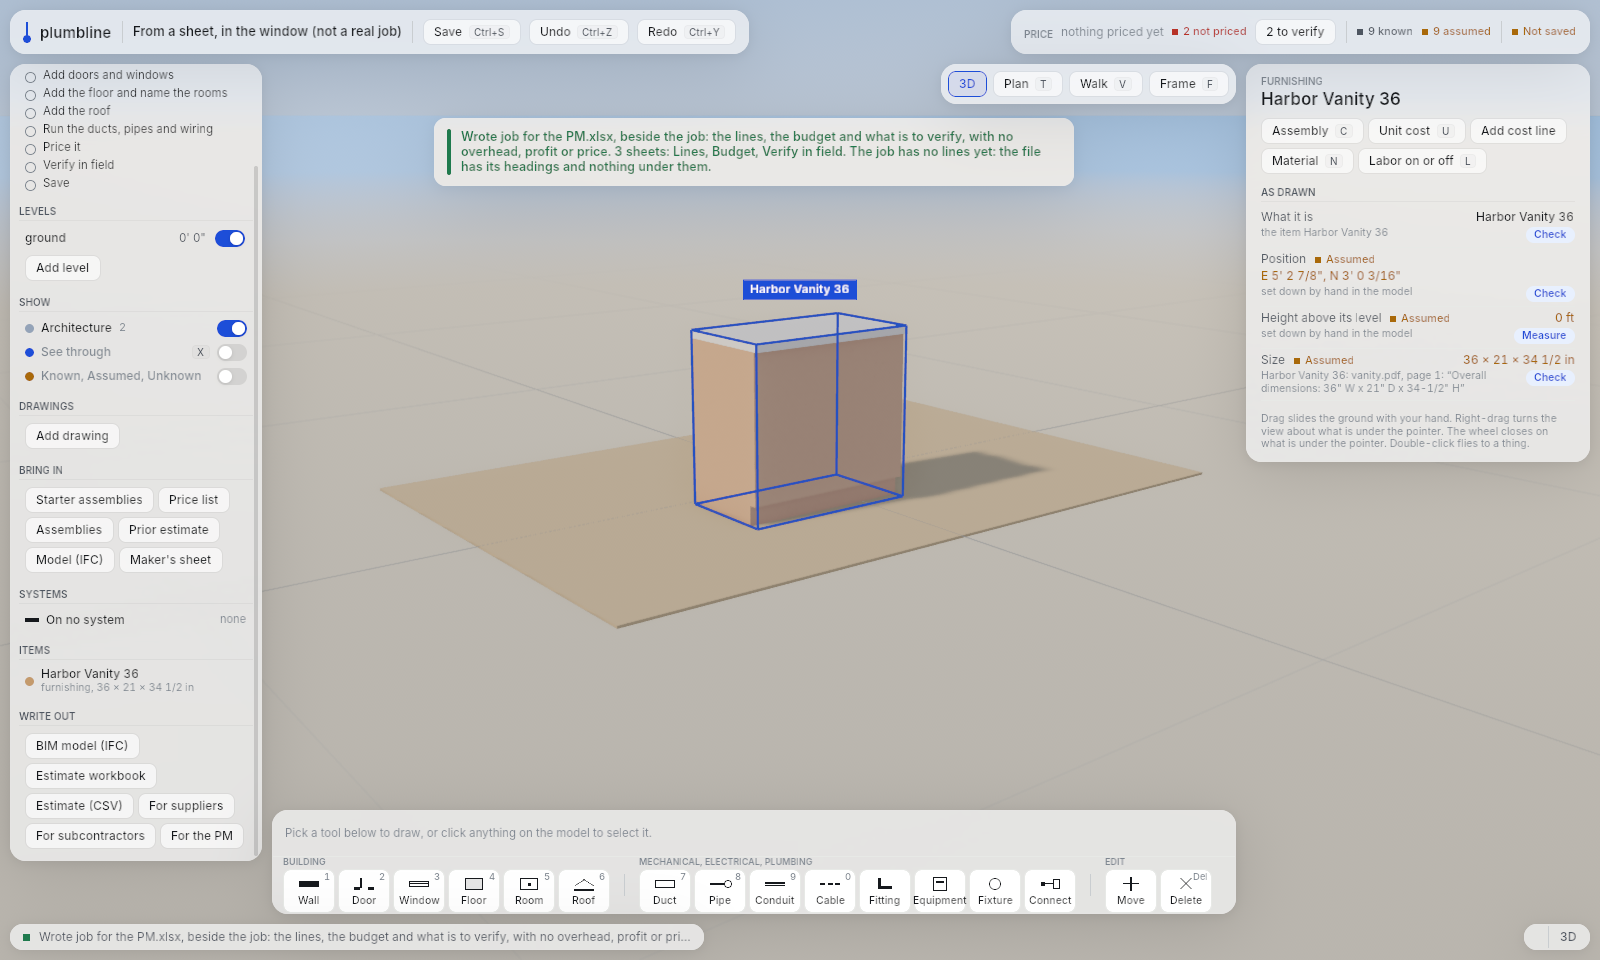 plumbline
From a sheet, in the window (not a real job)
Save Ctrl+S
Undo Ctrl+Z
Redo Ctrl+Y
PRICE nothing priced yet 2 not priced 2 to verify 9 known 9 assumed Not saved
Add doors and windows
Add the floor and name the rooms
Add the roof
Run the ducts, pipes and wiring
Price it
Verify in field
Save
LEVELS
ground 0' 0"
Add level
SHOW
Architecture 2
See through X
Known, Assumed, Unknown
DRAWINGS
Add drawing
BRING IN
Starter assemblies Price list
Assemblies Prior estimate
Model (IFC) Maker's sheet
SYSTEMS
On no system none
ITEMS
Harbor Vanity 36
furnishing, 36 × 21 × 34 1/2 in
WRITE OUT
BIM model (IFC)
Estimate workbook
Estimate (CSV) For suppliers
For subcontractors For the PM
3D Plan T Walk V Frame F
Wrote job for the PM.xlsx, beside the job: the lines, the budget and what is to verify, with no
overhead, profit or price. 3 sheets: Lines, Budget, Verify in field. The job has no lines yet: the file
has its headings and nothing under them.
Harbor Vanity 36
FURNISHING
Harbor Vanity 36
Assembly C Unit cost U Add cost line
Material N Labor on or off L
AS DRAWN
What it is Harbor Vanity 36
the item Harbor Vanity 36 Check
Position Assumed
E 5' 2 7/8", N 3' 0 3/16"
set down by hand in the model Check
Height above its level Assumed 0 ft
set down by hand in the model Measure
Size Assumed 36 × 21 × 34 1/2 in
Harbor Vanity 36: vanity.pdf, page 1: “Overall Check
dimensions: 36" W x 21" D x 34-1/2" H”
Drag slides the ground with your hand. Right-drag turns the
view about what is under the pointer. The wheel closes on
what is under the pointer. Double-click flies to a thing.
Pick a tool below to draw, or click anything on the model to select it.
BUILDING
1 Wall
2 Door
3 Window
4 Floor
5 Room
6 Roof
MECHANICAL, ELECTRICAL, PLUMBING
7 Duct
8 Pipe
9 Conduit
0 Cable
Fitting
Equipment
Fixture
Connect
EDIT
Move
Del Delete
Wrote job for the PM.xlsx, beside the job: the lines, the budget and what is to verify, with no overhead, profit or pri...
3D